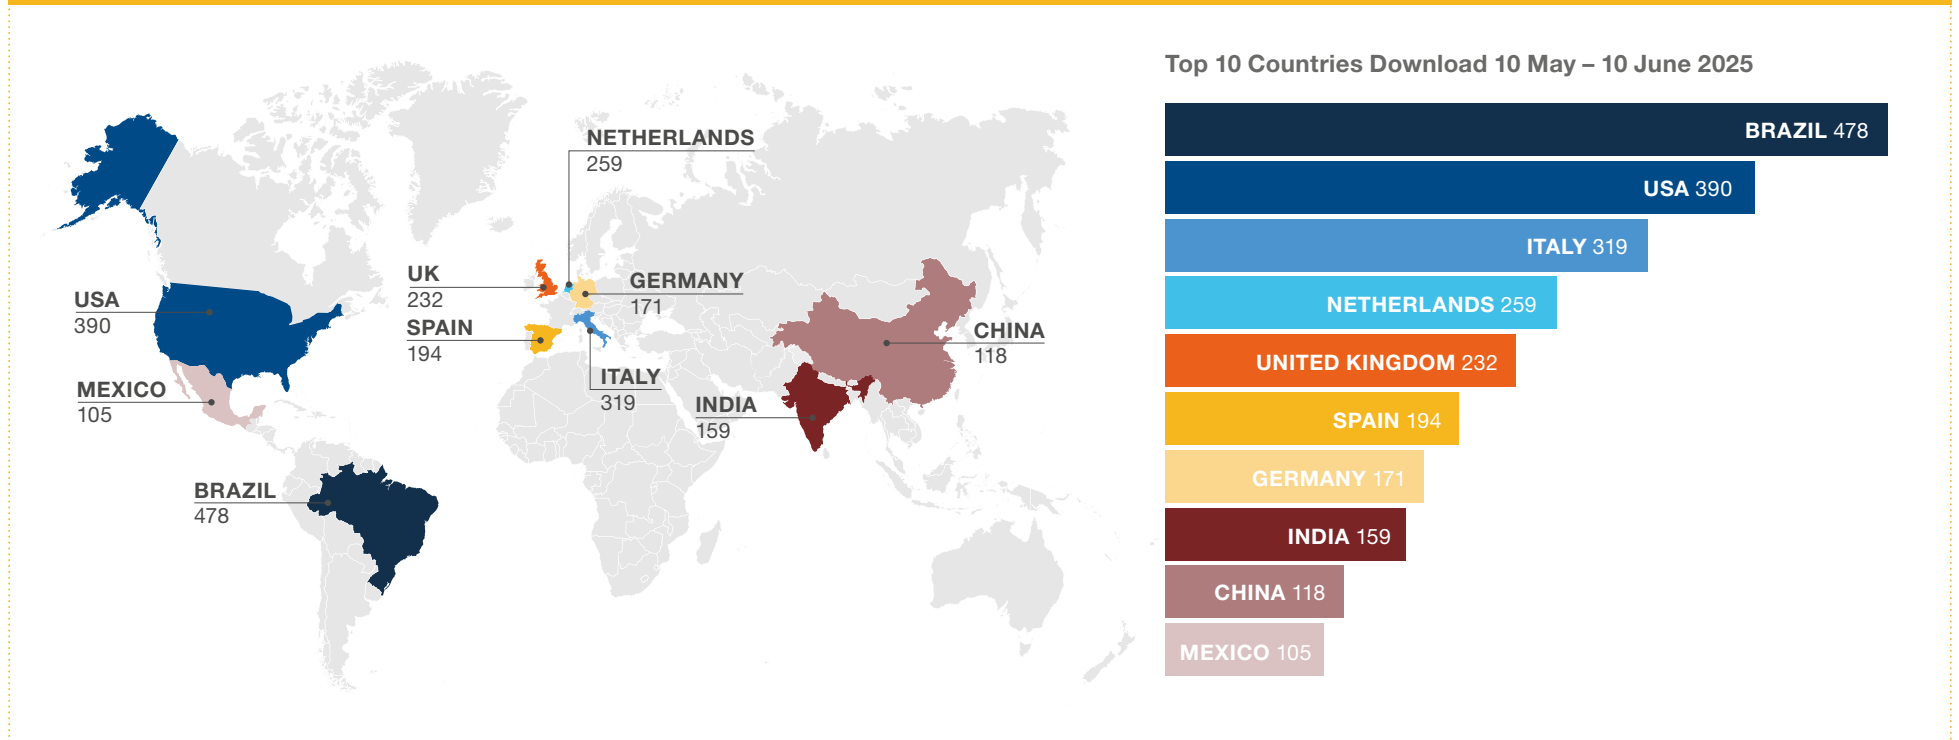 NETHERLANDS
259
UK
232
GERMANY
171
USA
390
SPAIN
194
CHINA
118
ITALY
319
MEXICO
105
INDIA
159
BRAZIL
478
Top 10 Countries Download 10 May – 10 June 2025
BRAZIL 478
USA 390
ITALY 319
NETHERLANDS 259
UNITED KINGDOM 232
SPAIN 194
GERMANY 171
INDIA 159
CHINA 118
MEXICO 105